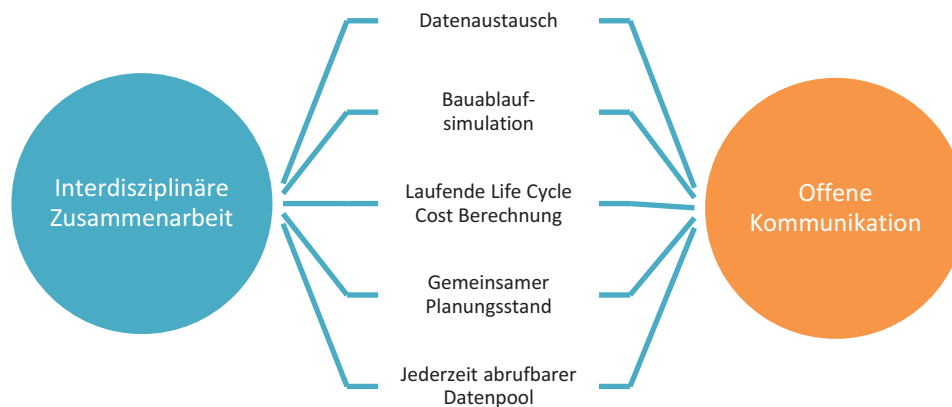 Datenaustausch
Bauablauf-
simulation
Interdisziplinäre
Zusammenarbeit
Laufende Life Cycle
Cost Berechnung
Offene
Kommunikation
Gemeinsamer
Planungsstand
Jederzeit abrufbarer
Datenpool